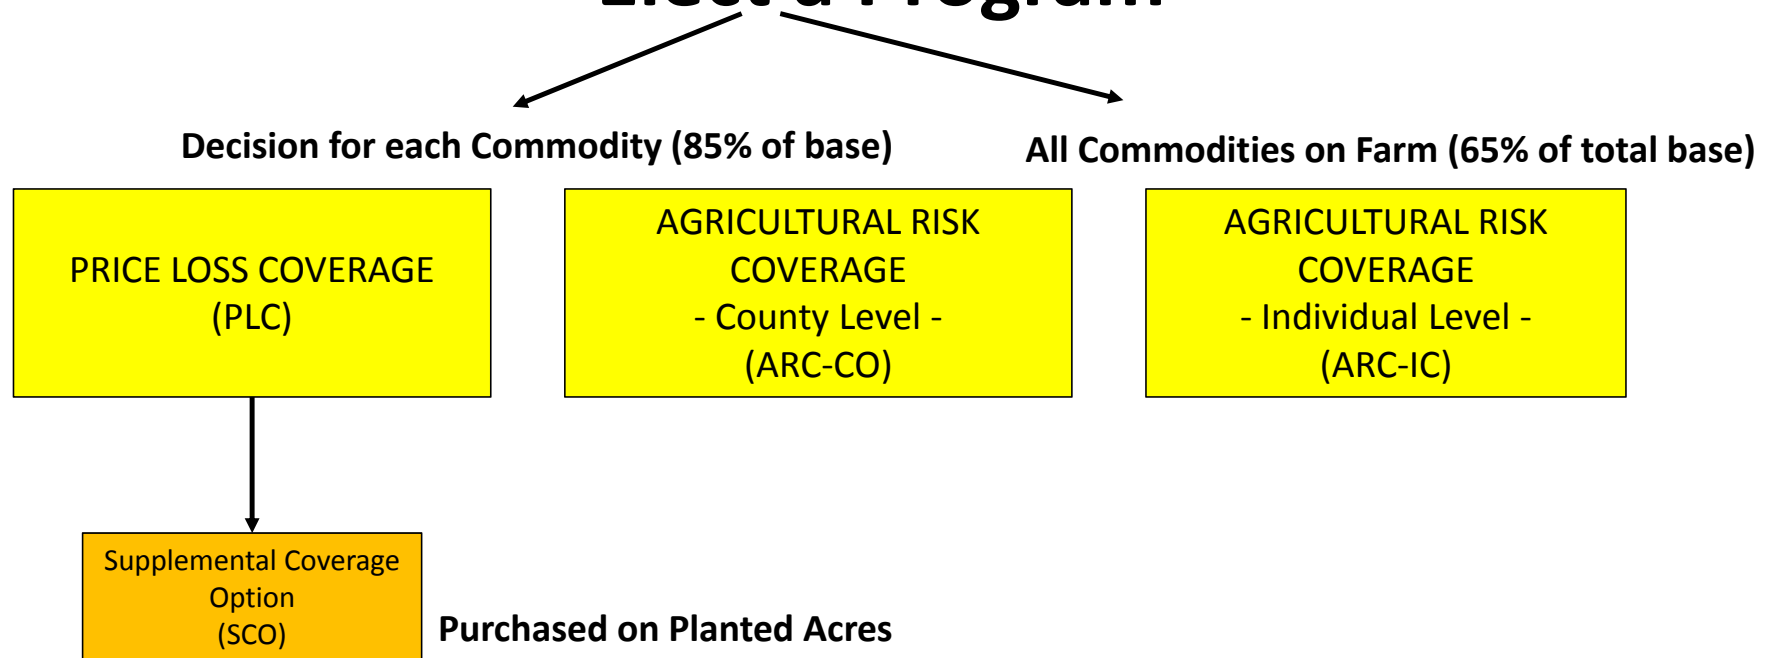 Elect a Program
Decision for each Commodity (85% of base)
All Commodities on Farm (65% of total base)
PRICE LOSS COVERAGE
(PLC)
AGRICULTURAL RISK
COVERAGE
- County Level -
(ARC-CO)
AGRICULTURAL RISK
COVERAGE
- Individual Level -
(ARC-IC)
Supplemental Coverage
Option
(SCO)
Purchased on Planted Acres